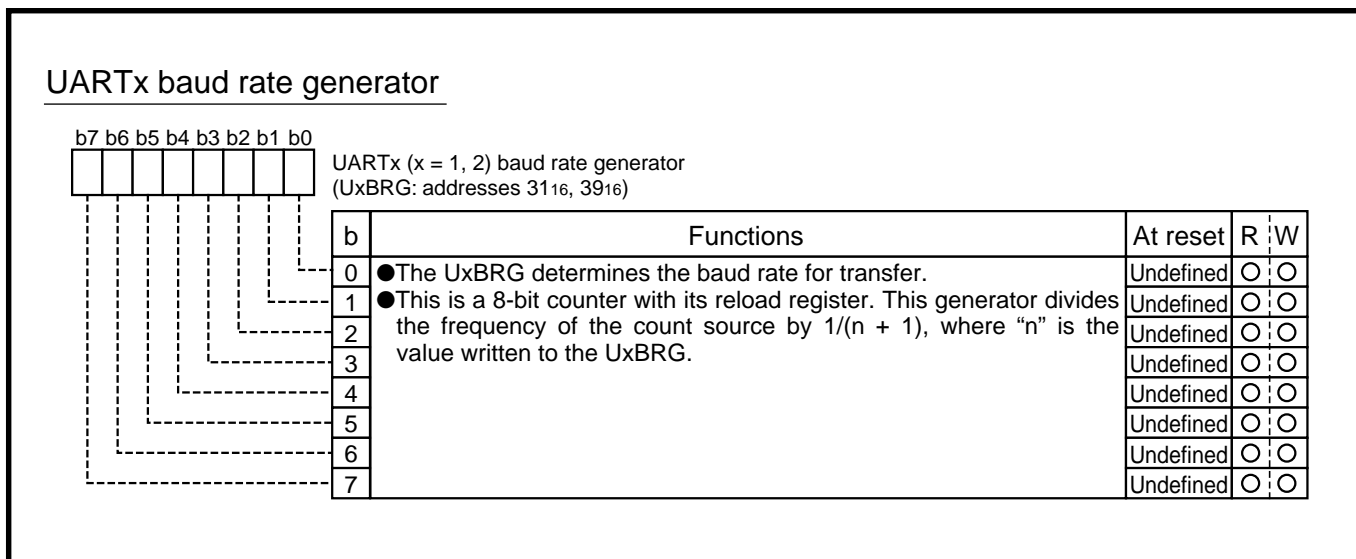 UARTx baud rate generator
b7 b6 b5 b4 b3 b2 b1 b0
UARTx (x = 1, 2) baud rate generator
(UxBRG: addresses 3116, 3916)
b Functions At reset R W
0 ●The UxBRG determines the baud rate for transfer. Undefined ○ ○
1 ●This is a 8-bit counter with its reload register. This generator divides Undefined ○ ○
2 the frequency of the count source by 1/(n + 1), where “n” is the Undefined ○ ○
3 value written to the UxBRG. Undefined ○ ○
4 Undefined ○ ○
5 Undefined ○ ○
6 Undefined ○ ○
7 Undefined ○ ○